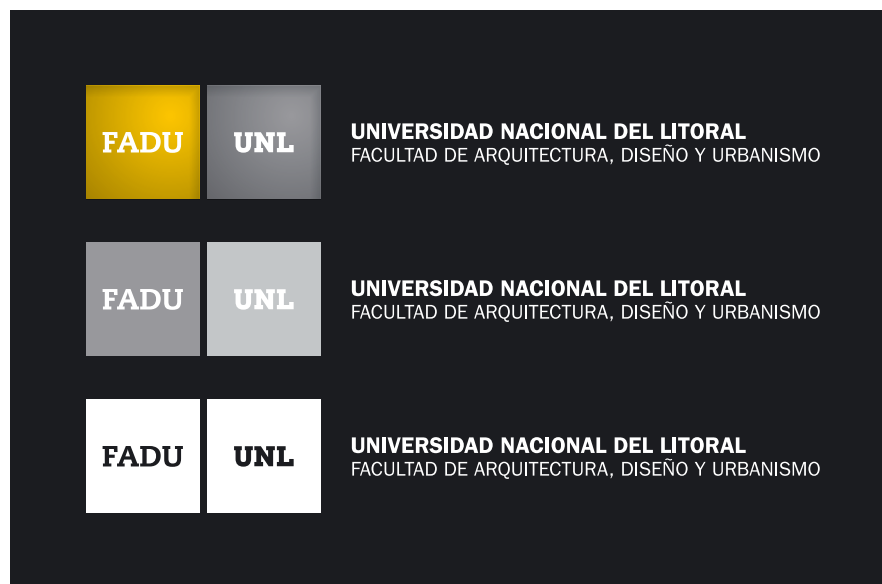 FADU UNL
UNIVERSIDAD NACIONAL DEL LITORAL
FACULTAD DE ARQUITECTURA, DISEÑO Y URBANISMO
FADU UNL
UNIVERSIDAD NACIONAL DEL LITORAL
FACULTAD DE ARQUITECTURA, DISEÑO Y URBANISMO
FADU UNL
UNIVERSIDAD NACIONAL DEL LITORAL
FACULTAD DE ARQUITECTURA, DISEÑO Y URBANISMO